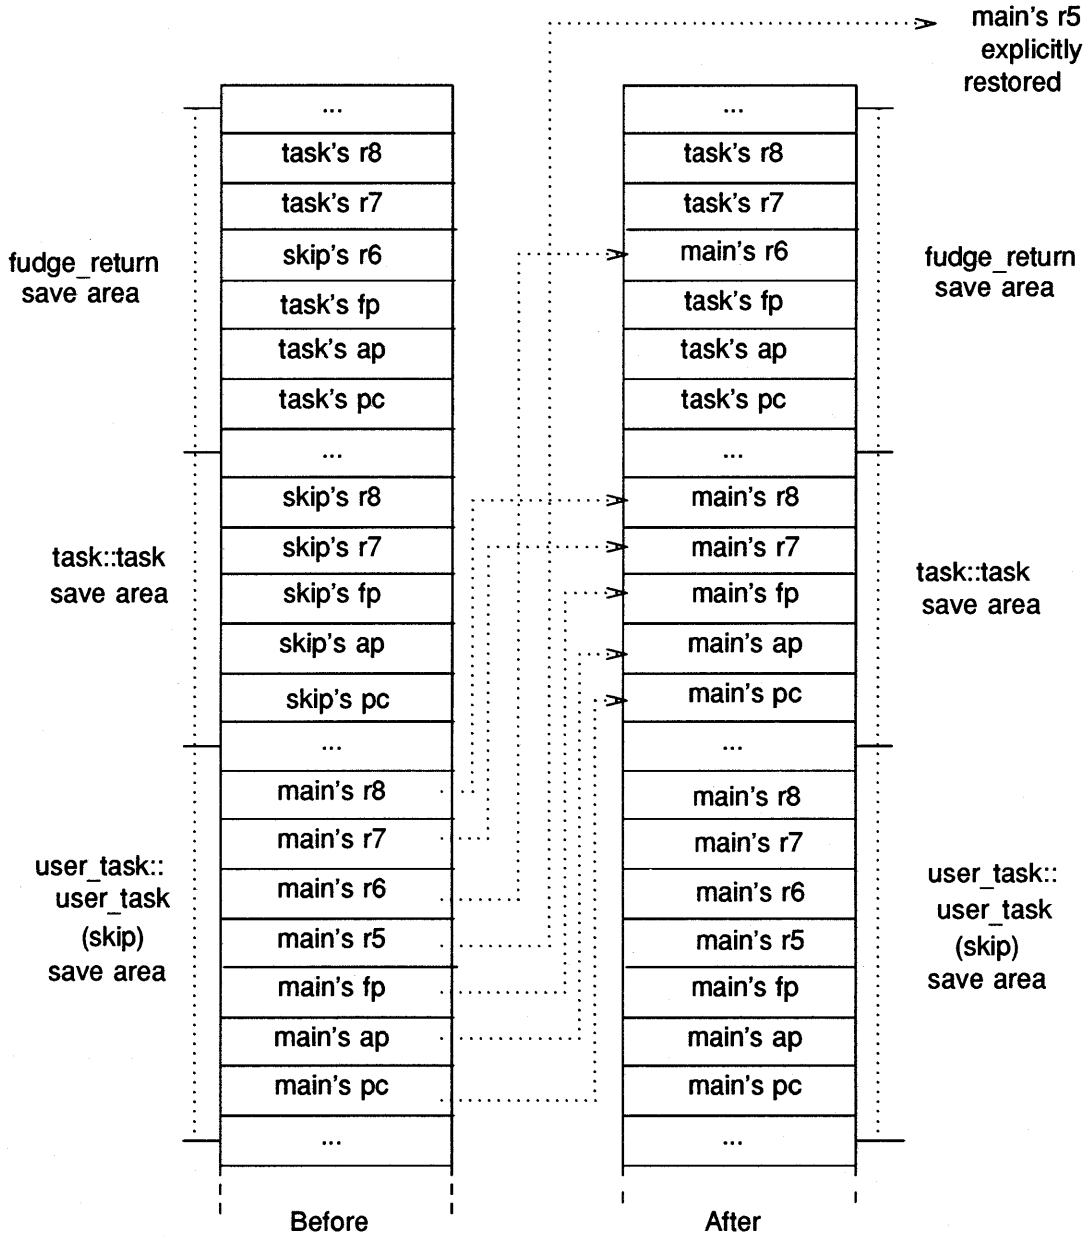 main's r5
explicitly
restored
fudge_return
save area
task::task
save area
user_task::
user_task
(skip)
save area
...
task's r8
task's r7
skip's r6
task's fp
task's ap
task's pc
...
skip's r8
skip's r7
skip's fp
skip's ap
skip's pc
...
main's r8
main's r7
main's r6
main's r5
main's fp
main's ap
main's pc
...
Before
...
task's r8
task's r7
main's r6
task's fp
task's ap
task's pc
...
main's r8
main's r7
main's fp
main's ap
main's pc
...
main's r8
main's r7
main's r6
main's r5
main's fp
main's ap
main's pc
...
After
fudge_return
save area
task::task
save area
user_task::
user_task
(skip)
save area